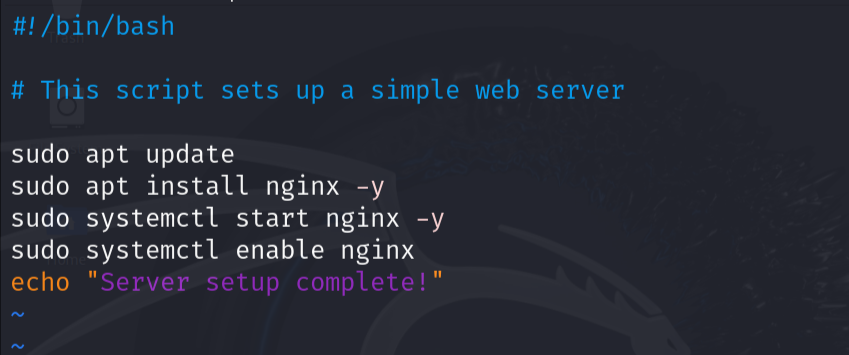 #!/bin/bash
# This script sets up a simple web server
sudo apt update
sudo apt install nginx -y
sudo systemctl start nginx -y
sudo systemctl enable nginx
echo "Server setup complete!"
~
~